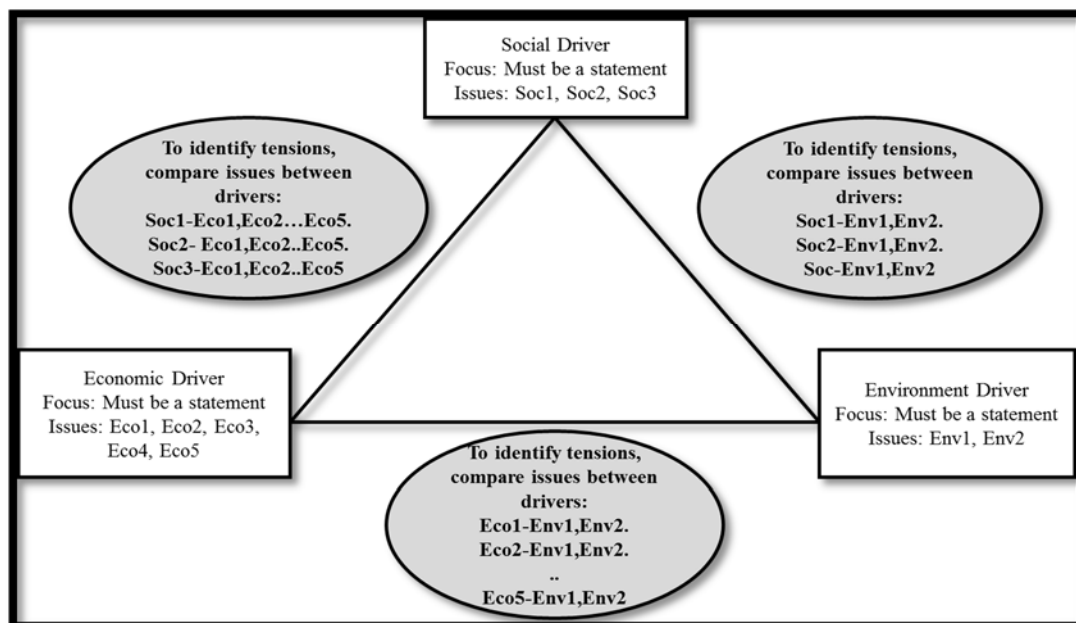 Social Driver
Focus: Must be a statement
Issues: Soc1, Soc2, Soc3
To identify tensions,
compare issues between
drivers:
Soc1-Eco1,Eco2…Eco5.
Soc2- Eco1,Eco2..Eco5.
Soc3-Eco1,Eco2..Eco5
To identify tensions,
compare issues between
drivers:
Soc1-Env1,Env2.
Soc2-Env1,Env2.
Soc-Env1,Env2
Economic Driver
Focus: Must be a statement
Issues: Eco1, Eco2, Eco3,
Eco4, Eco5
Environment Driver
Focus: Must be a statement
Issues: Env1, Env2
To identify tensions,
compare issues between
drivers:
Eco1-Env1,Env2.
Eco2-Env1,Env2.
..
Eco5-Env1,Env2